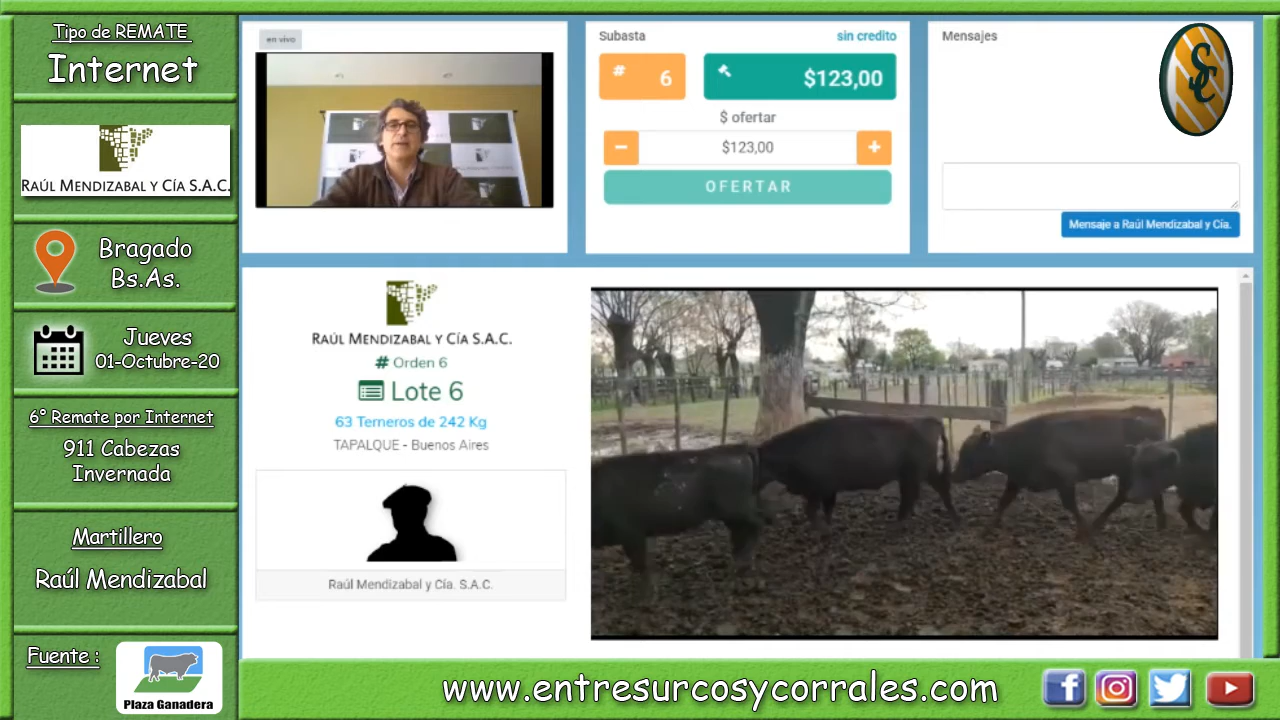 Tipo de REMATE
Internet
RAÚL MENDIZABAL Y CÍA S.A.C.
Bragado
Bs.As.
Jueves
01-Octubre-20
6º Remate por Internet
911 Cabezas
Invernada
Martillero
Raúl Mendizabal
Fuente :
Plaza Ganadera
en vivo
Subasta
sin credito
# 6
$123,00
$ ofertar
− $123,00 +
OFERTAR
Mensajes
SC
Mensaje a Raúl Mendizabal y Cía.
RAÚL MENDIZABAL Y CÍA S.A.C.
# Orden 6
Lote 6
63 Terneros de 242 Kg
TAPALQUE - Buenos Aires
Raúl Mendizabal y Cía. S.A.C.
www.entresurcosycorrales.com